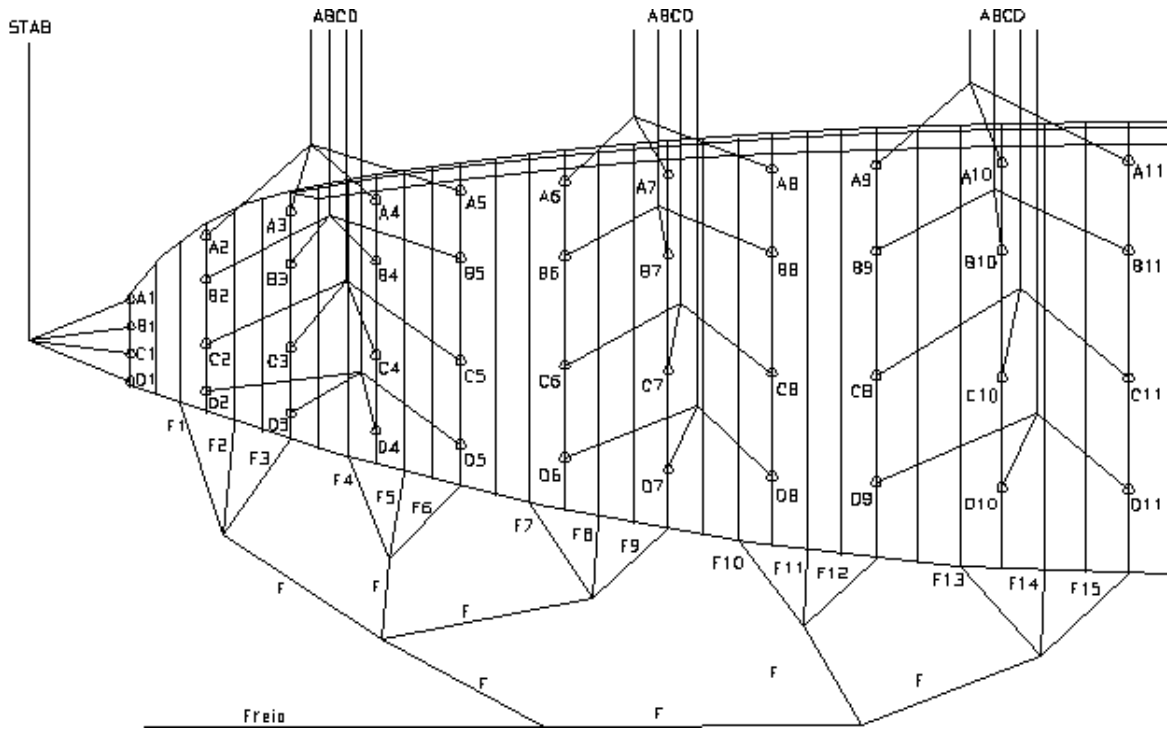 STAB
ABCD
ABCD
ABCD
A1
B1
C1
D1
A2
B2
C2
D2
A3
B3
C3
D3
A4
B4
C4
D4
A5
B5
C5
D5
A6
B6
C6
D6
A7
B7
C7
D7
A8
B8
C8
D8
A9
B9
C8
D9
A10
B10
C10
D10
A11
B11
C11
D11
F1
F2
F3
F4
F5
F6
F7
F8
F9
F10
F11
F12
F13
F14
F15
F
F
F
F
F
F
F
Freio